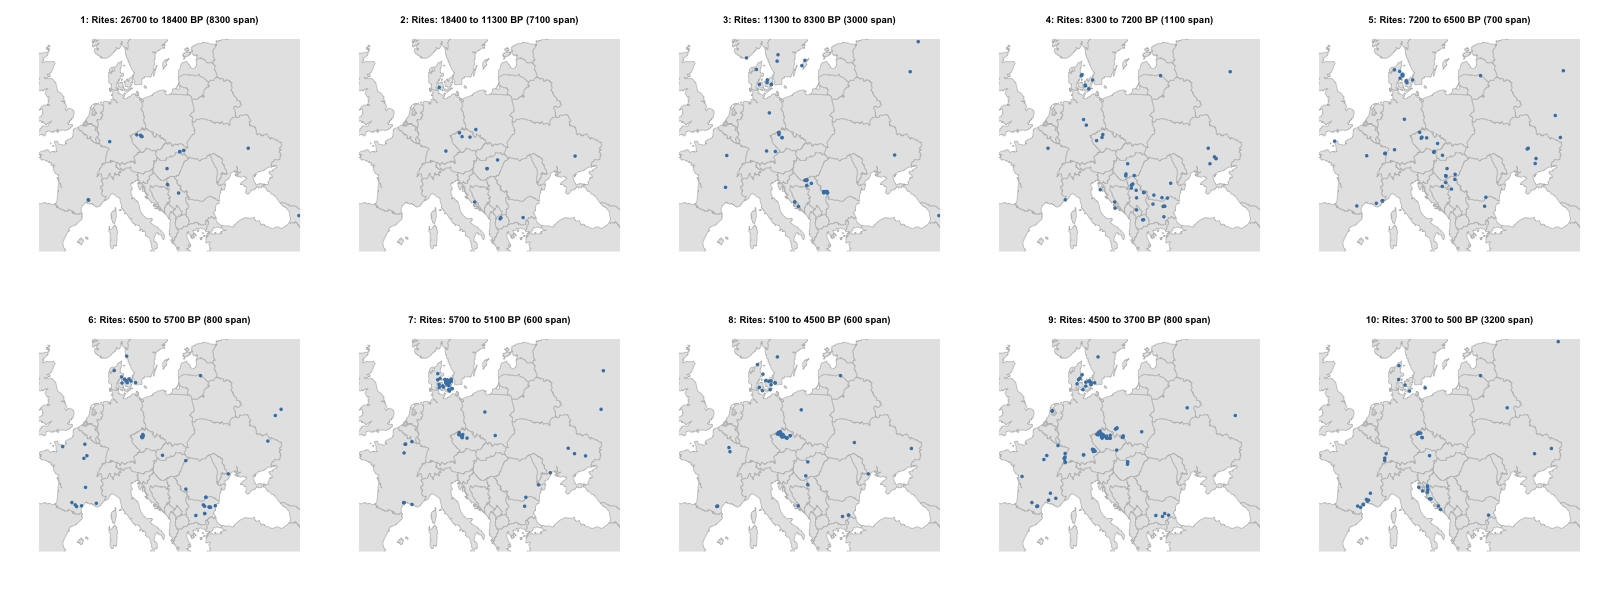 1: Rites: 26700 to 18400 BP (8300 span)
2: Rites: 18400 to 11300 BP (7100 span)
3: Rites: 11300 to 8300 BP (3000 span)
4: Rites: 8300 to 7200 BP (1100 span)
5: Rites: 7200 to 6500 BP (700 span)
6: Rites: 6500 to 5700 BP (800 span)
7: Rites: 5700 to 5100 BP (600 span)
8: Rites: 5100 to 4500 BP (600 span)
9: Rites: 4500 to 3700 BP (800 span)
10: Rites: 3700 to 500 BP (3200 span)